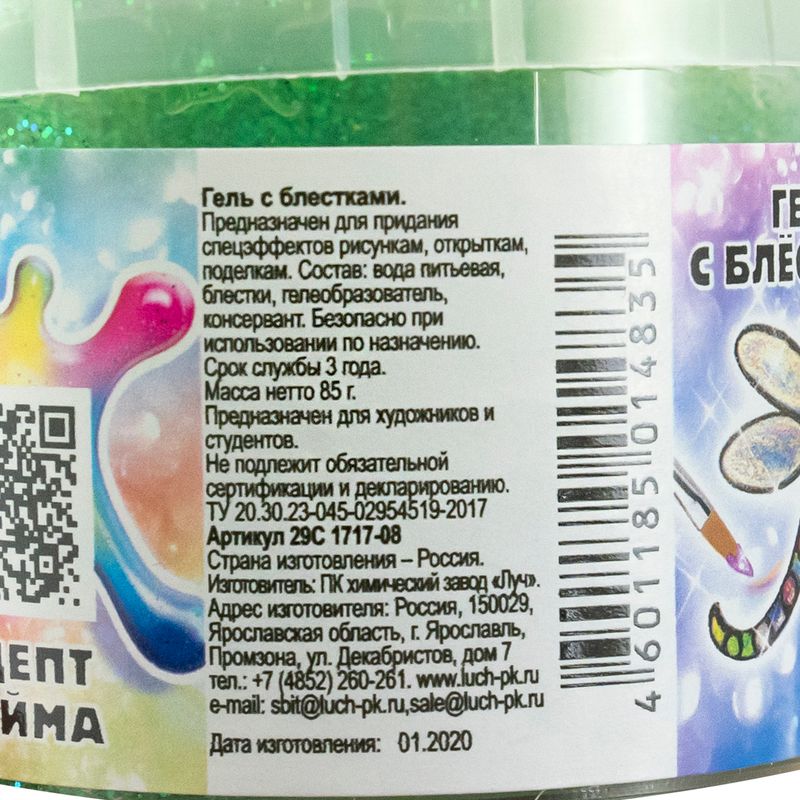 Гель с блестками.
Предназначен для придания
спецэффектов рисункам, открыткам,
поделкам. Состав: вода питьевая,
блестки, гелеобразователь,
консервант. Безопасно при
использовании по назначению.
Срок службы 3 года.
Масса нетто 85 г.
Предназначен для художников и
студентов.
Не подлежит обязательной
сертификации и декларированию.
ТУ 20.30.23-045-02954519-2017
Артикул 29С 1717-08
Страна изготовления – Россия.
Изготовитель: ПК химический завод «Луч».
Адрес изготовителя: Россия, 150029,
Ярославская область, г. Ярославль,
Промзона, ул. Декабристов, дом 7
тел.: +7 (4852) 260-261. www.luch-pk.ru
e-mail: sbit@luch-pk.ru,sale@luch-pk.ru
Дата изготовления: 01.2020
4601185014835
ГЕ
С БЛЁС
ЦЕПТ
ЙМА